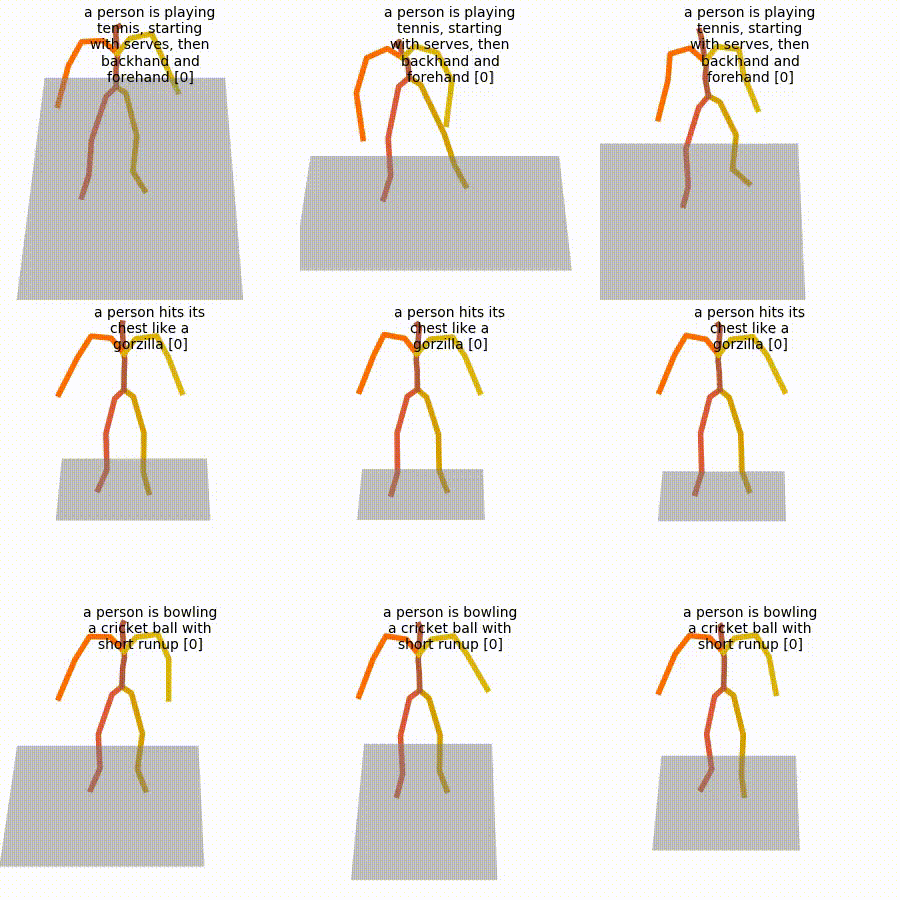 a person is playing
tennis, starting
with serves, then
backhand and
forehand [0]
a person is playing
tennis, starting
with serves, then
backhand and
forehand [0]
a person is playing
tennis, starting
with serves, then
backhand and
forehand [0]
a person hits its
chest like a
gorzilla [0]
a person hits its
chest like a
gorzilla [0]
a person hits its
chest like a
gorzilla [0]
a person is bowling
a cricket ball with
short runup [0]
a person is bowling
a cricket ball with
short runup [0]
a person is bowling
a cricket ball with
short runup [0]